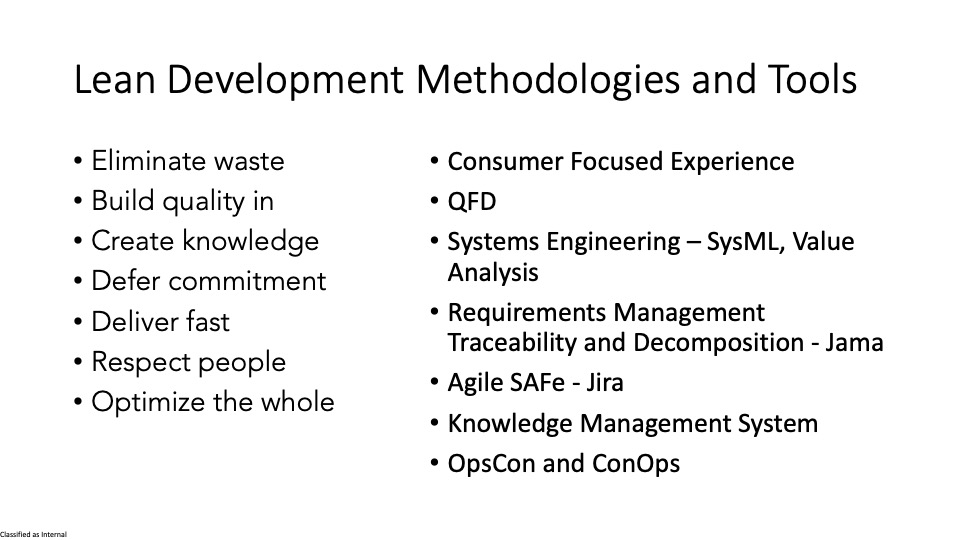 Lean Development Methodologies and Tools
• Eliminate waste
• Build quality in
• Create knowledge
• Defer commitment
• Deliver fast
• Respect people
• Optimize the whole
• Consumer Focused Experience
• QFD
• Systems Engineering – SysML, Value
Analysis
• Requirements Management
Traceability and Decomposition - Jama
• Agile SAFe - Jira
• Knowledge Management System
• OpsCon and ConOps
Classified as Internal